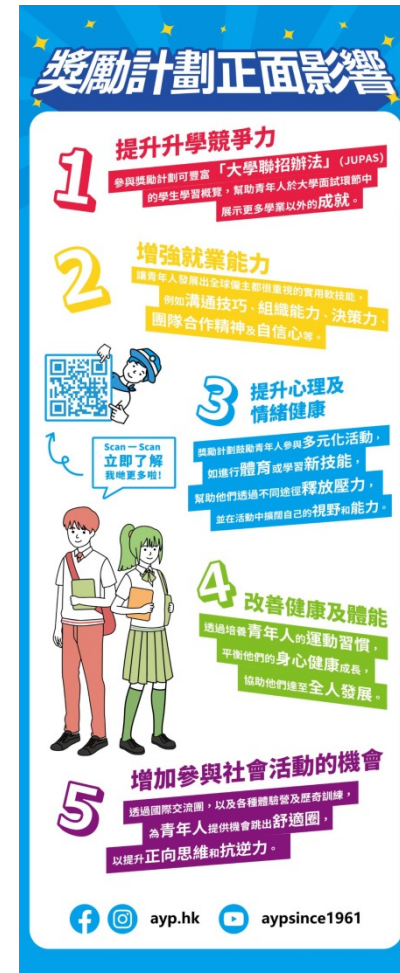 獎勵計劃正面影響
1
提升升學競爭力
參與獎勵計劃可豐富「大學聯招辦法」(JUPAS)
的學生學習概覽，幫助青年人於大學面試環節中
展示更多學業以外的成就。
2
增強就業能力
讓青年人發展出全球僱主都很重視的實用軟技能，
例如溝通技巧、組織能力、決策力、
團隊合作精神及自信心等。
Scan一Scan
立即了解
我哋更多啦!
3
提升心理及
情緒健康
獎勵計劃鼓勵青年人參與多元化活動，
如進行體育或學習新技能，
幫助他們透過不同途徑釋放壓力，
並在活動中擴闊自己的視野和能力。
4
改善健康及體能
透過培養青年人的運動習慣，
平衡他們的身心健康成長，
協助他們達至全人發展。
5
增加參與社會活動的機會
透過國際交流團，以及各種體驗營及歷奇訓練，
為青年人提供機會跳出舒適圈，
以提升正向思維和抗逆力。
ayp.hk
aypsince1961